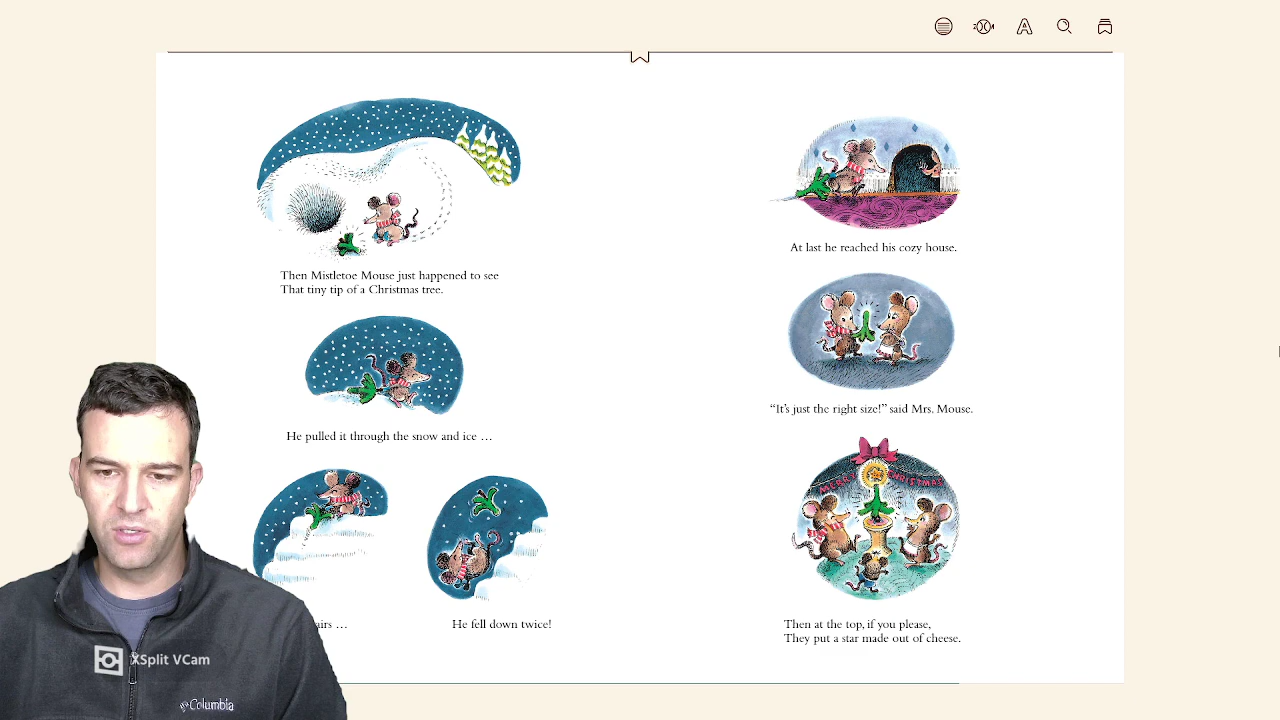 Then Mistletoe Mouse just happened to see
That tiny tip of a Christmas tree.
He pulled it through the snow and ice …
He fell down twice!
At last he reached his cozy house.
“It’s just the right size!” said Mrs. Mouse.
MERRY CHRISTMAS
Then at the top, if you please,
They put a star made out of cheese.
XSplit VCam
Columbia